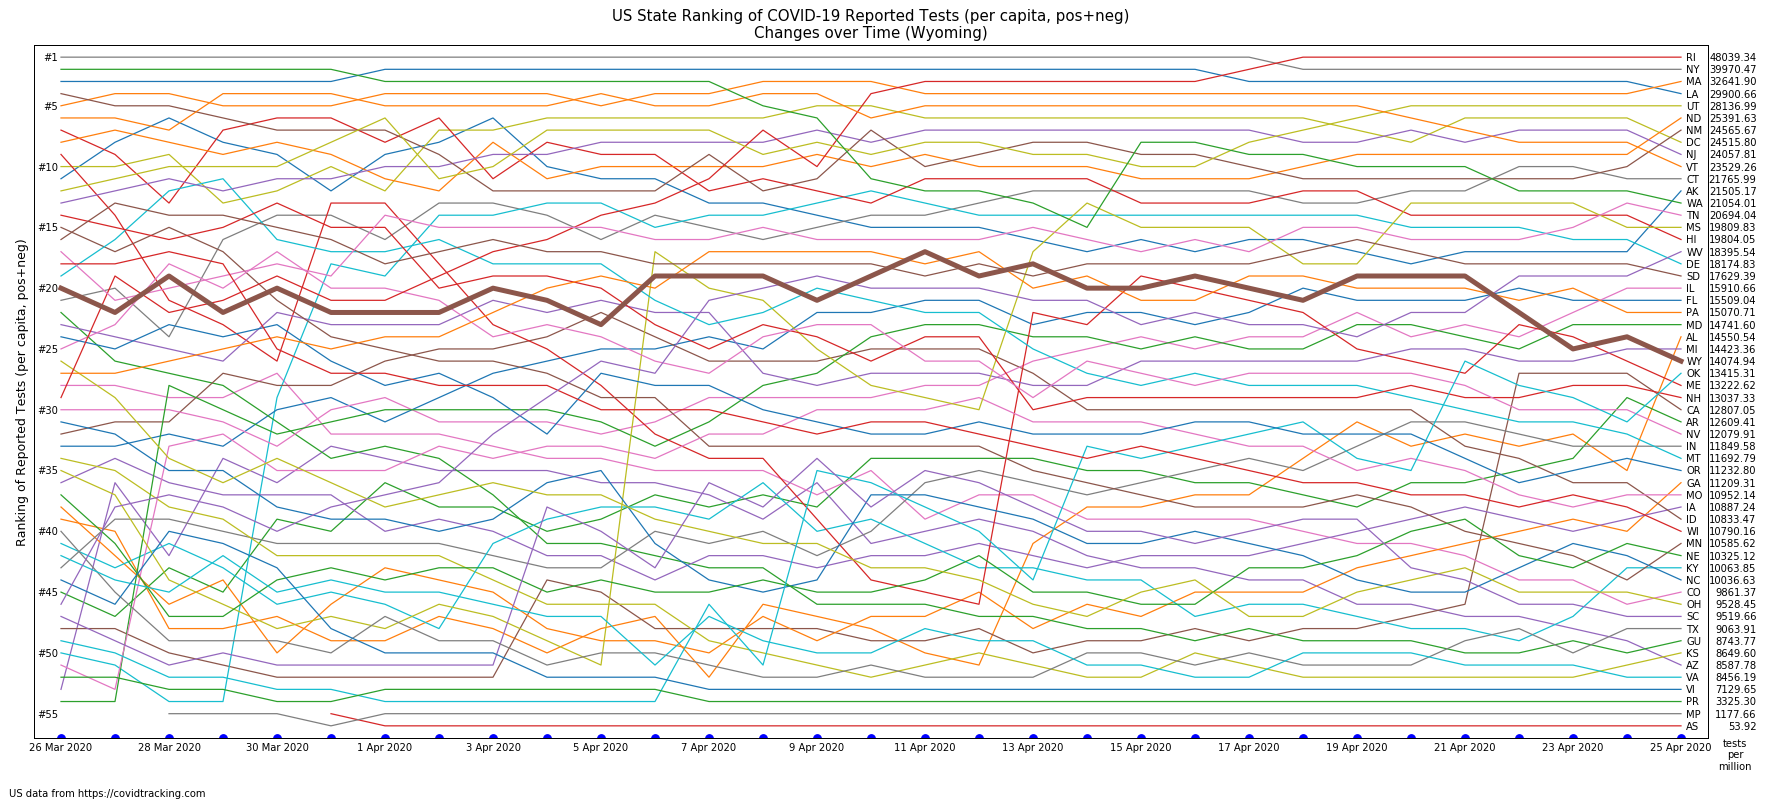 US State Ranking of COVID-19 Reported Tests (per capita, pos+neg)
Changes over Time (Wyoming)
Ranking of Reported Tests (per capita, pos+neg)
#1
#5
#10
#15
#20
#25
#30
#35
#40
#45
#50
#55
RI 48039.34
NY 39970.47
MA 32641.90
LA 29900.66
UT 28136.99
ND 25391.63
NM 24565.67
DC 24515.80
NJ 24057.81
VT 23529.26
CT 21765.99
AK 21505.17
WA 21054.01
TN 20694.04
MS 19809.83
HI 19804.05
WV 18395.54
DE 18174.83
SD 17629.39
IL 15910.66
FL 15509.04
PA 15070.71
MD 14741.60
AL 14550.54
MI 14423.36
WY 14074.94
OK 13415.31
ME 13222.62
NH 13037.33
CA 12807.05
AR 12609.41
NV 12079.91
IN 11849.58
MT 11692.79
OR 11232.80
GA 11209.31
MO 10952.14
IA 10887.24
ID 10833.47
WI 10790.16
MN 10585.62
NE 10325.12
KY 10063.85
NC 10036.63
CO 9861.37
OH 9528.45
SC 9519.66
TX 9063.91
GU 8743.77
KS 8649.60
AZ 8587.78
VA 8456.19
VI 7129.65
PR 3325.30
MP 1177.66
AS 53.92
26 Mar 2020 28 Mar 2020 30 Mar 2020 1 Apr 2020 3 Apr 2020 5 Apr 2020 7 Apr 2020 9 Apr 2020 11 Apr 2020 13 Apr 2020 15 Apr 2020 17 Apr 2020 19 Apr 2020 21 Apr 2020 23 Apr 2020 25 Apr 2020
tests
per
million
US data from https://covidtracking.com